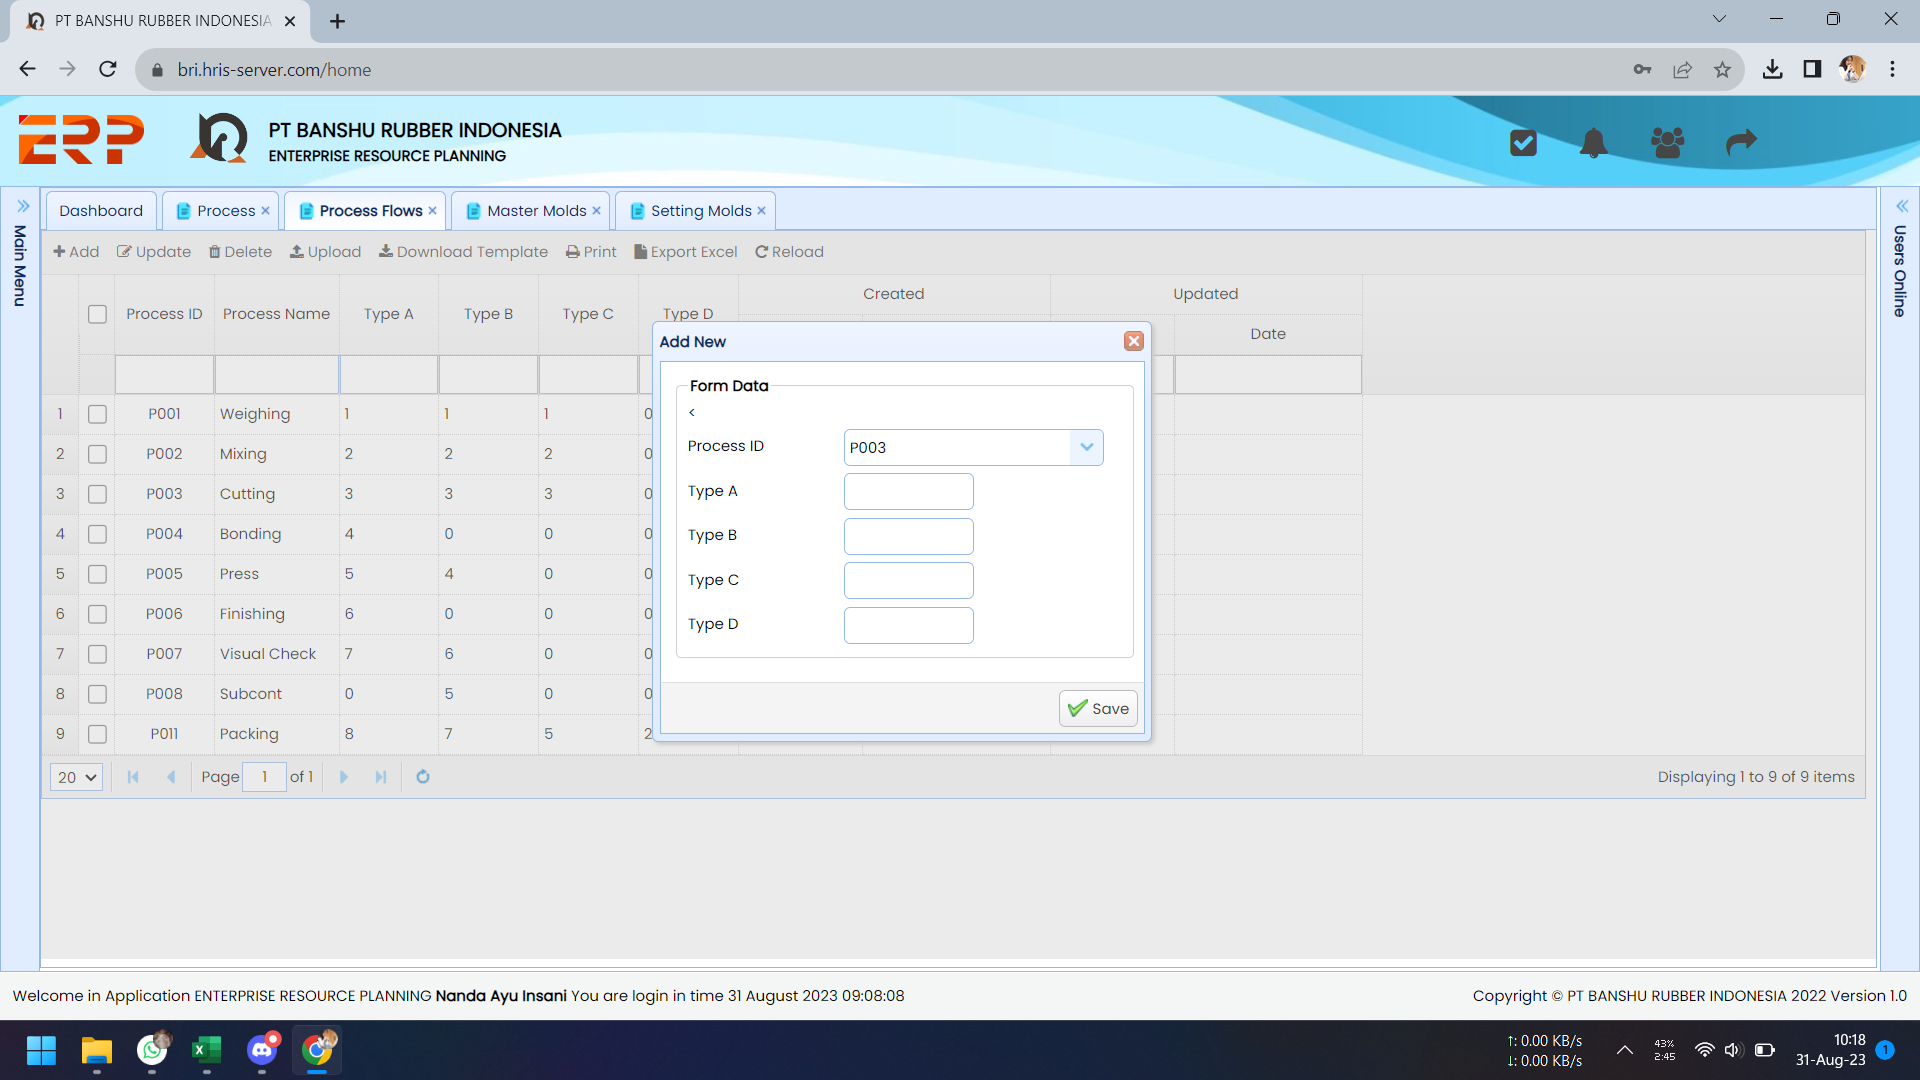 PT BANSHU RUBBER INDONESIA
bri.hris-server.com/home
ERP
PT BANSHU RUBBER INDONESIA
ENTERPRISE RESOURCE PLANNING
Main Menu
Users Online
Dashboard Process Process Flows Master Molds Setting Molds
Add Update Delete Upload Download Template Print Export Excel Reload
Created Updated
Process ID Process Name Type A Type B Type C Type D
Date
1 P001 Weighing 1 1 1 0
2 P002 Mixing 2 2 2 0
3 P003 Cutting 3 3 3 0
4 P004 Bonding 4 0 0 0
5 P005 Press 5 4 0 0
6 P006 Finishing 6 0 0 0
7 P007 Visual Check 7 6 0 0
8 P008 Subcont 0 5 0 0
9 P011 Packing 8 7 5 2
Add New
Form Data
<
Process ID P003
Type A
Type B
Type C
Type D
Save
20 Page 1 of 1
Displaying 1 to 9 of 9 items
Welcome in Application ENTERPRISE RESOURCE PLANNING Nanda Ayu Insani You are login in time 31 August 2023 09:08:08
Copyright © PT BANSHU RUBBER INDONESIA 2022 Version 1.0
↑: 0.00 KB/s
↓: 0.00 KB/s
43%
2:45
10:18
31-Aug-23
1